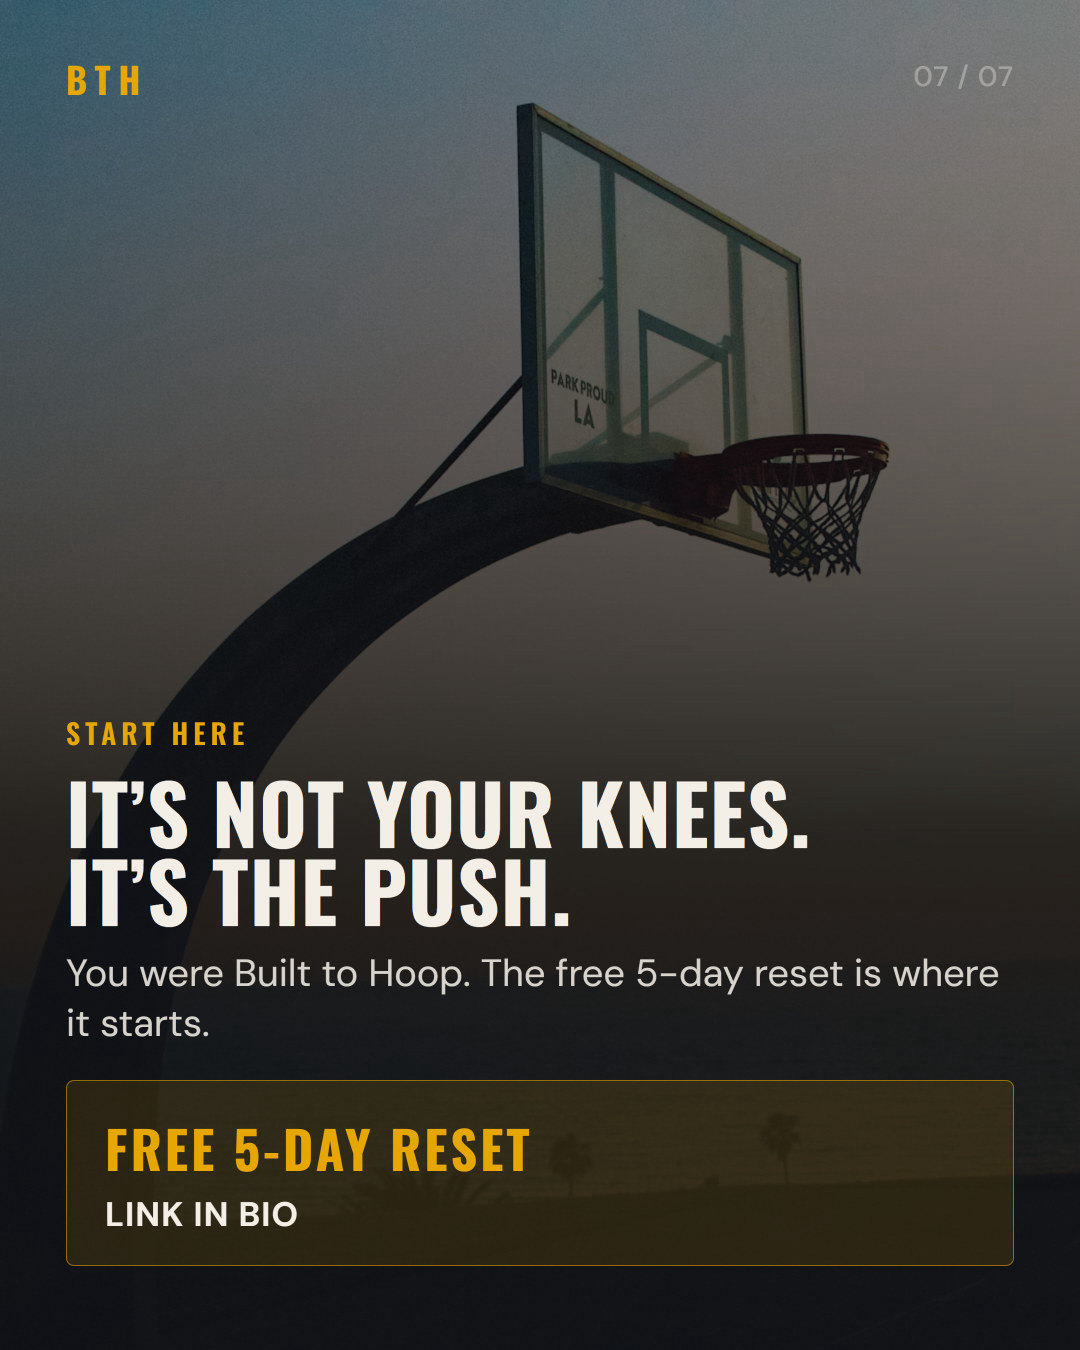 BTH
07 / 07
PARK PROUD
LA
START HERE
IT’S NOT YOUR KNEES.
IT’S THE PUSH.
You were Built to Hoop. The free 5-day reset is where
it starts.
FREE 5-DAY RESET
LINK IN BIO